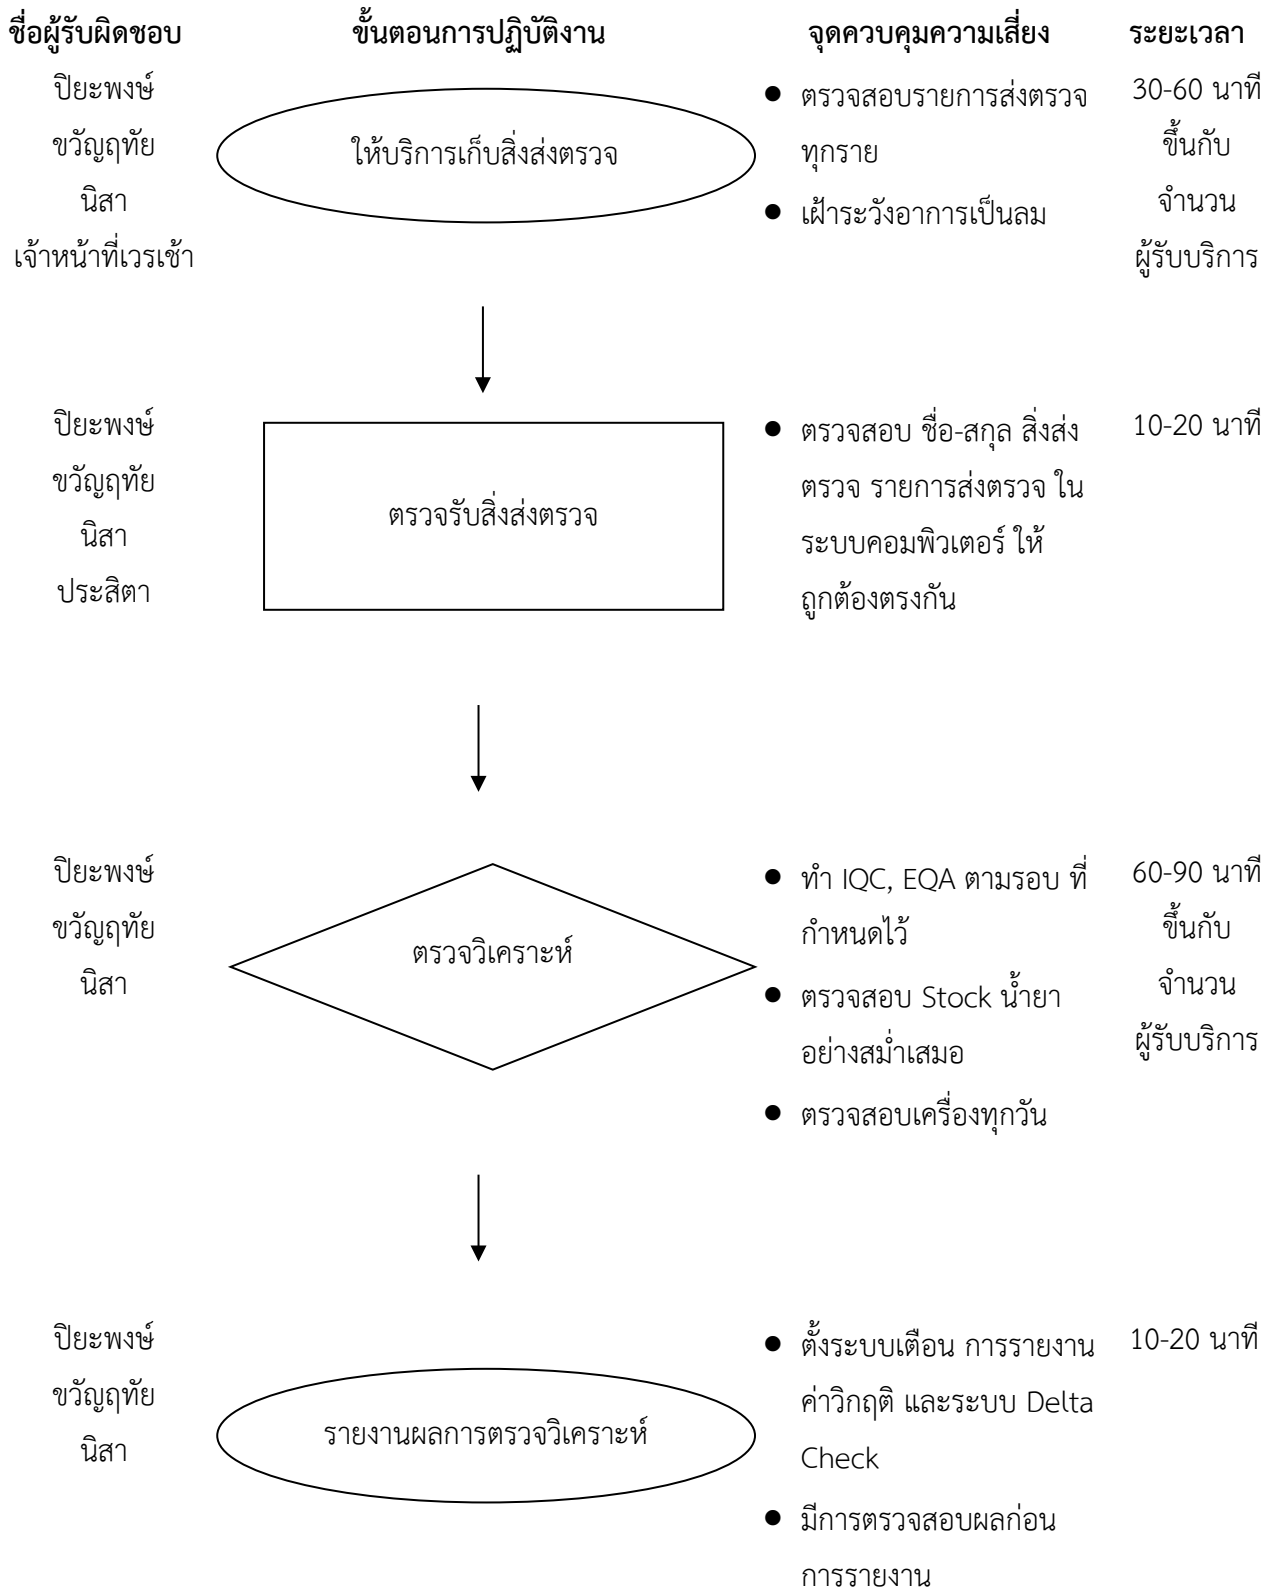 ชื่อผู้รับผิดชอบ ขั้นตอนการปฏิบัติงาน จุดควบคุมความเสี่ยง ระยะเวลา
ปิยะพงษ์
ขวัญฤทัย
นิสา
เจ้าหน้าที่เวรเช้า
ให้บริการเก็บสิ่งส่งตรวจ
● ตรวจสอบรายการส่งตรวจ
ทุกราย
● เฝ้าระวังอาการเป็นลม
30-60 นาที
ขึ้นกับ
จำนวน
ผู้รับบริการ
ปิยะพงษ์
ขวัญฤทัย
นิสา
ประสิตา
ตรวจรับสิ่งส่งตรวจ
● ตรวจสอบ ชื่อ-สกุล สิ่งส่ง
ตรวจ รายการส่งตรวจ ใน
ระบบคอมพิวเตอร์ ให้
ถูกต้องตรงกัน
10-20 นาที
ปิยะพงษ์
ขวัญฤทัย
นิสา
ตรวจวิเคราะห์
● ทำ IQC, EQA ตามรอบ ที่
กำหนดไว้
● ตรวจสอบ Stock น้ำยา
อย่างสม่ำเสมอ
● ตรวจสอบเครื่องทุกวัน
60-90 นาที
ขึ้นกับ
จำนวน
ผู้รับบริการ
ปิยะพงษ์
ขวัญฤทัย
นิสา
รายงานผลการตรวจวิเคราะห์
● ตั้งระบบเตือน การรายงาน
ค่าวิกฤติ และระบบ Delta
Check
● มีการตรวจสอบผลก่อน
การรายงาน
10-20 นาที